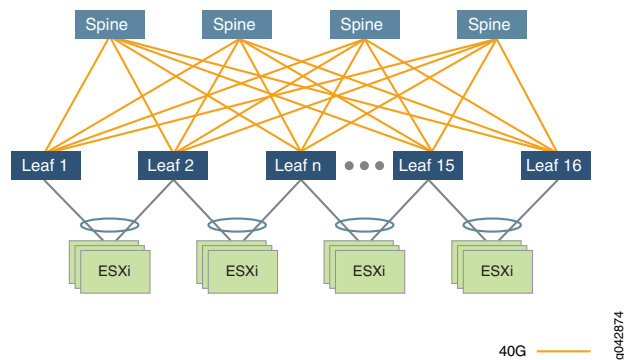 Spine Spine Spine Spine
Leaf 1 Leaf 2 Leaf n Leaf 15 Leaf 16
ESXi ESXi ESXi ESXi
40G
g042874